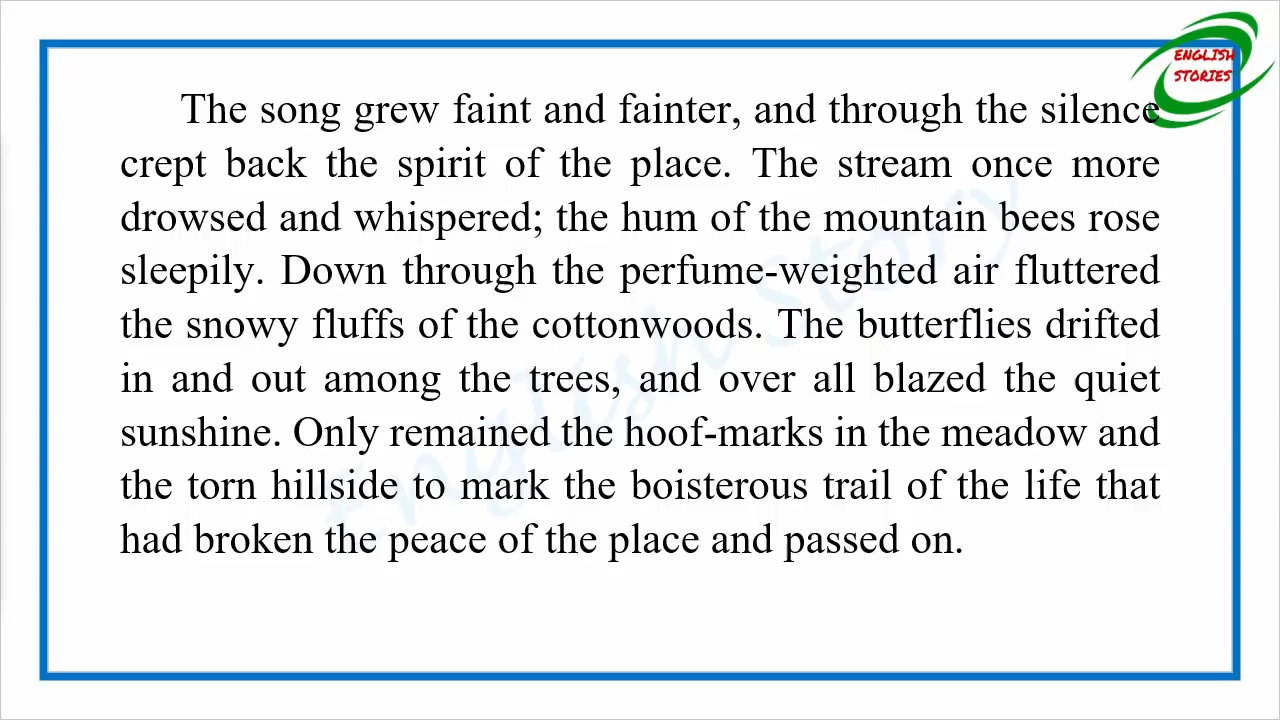 ENGLISH
STORIES
The song grew faint and fainter, and through the silence
crept back the spirit of the place. The stream once more
drowsed and whispered; the hum of the mountain bees rose
sleepily. Down through the perfume-weighted air fluttered
the snowy fluffs of the cottonwoods. The butterflies drifted
in and out among the trees, and over all blazed the quiet
sunshine. Only remained the hoof-marks in the meadow and
the torn hillside to mark the boisterous trail of the life that
had broken the peace of the place and passed on.
English Story